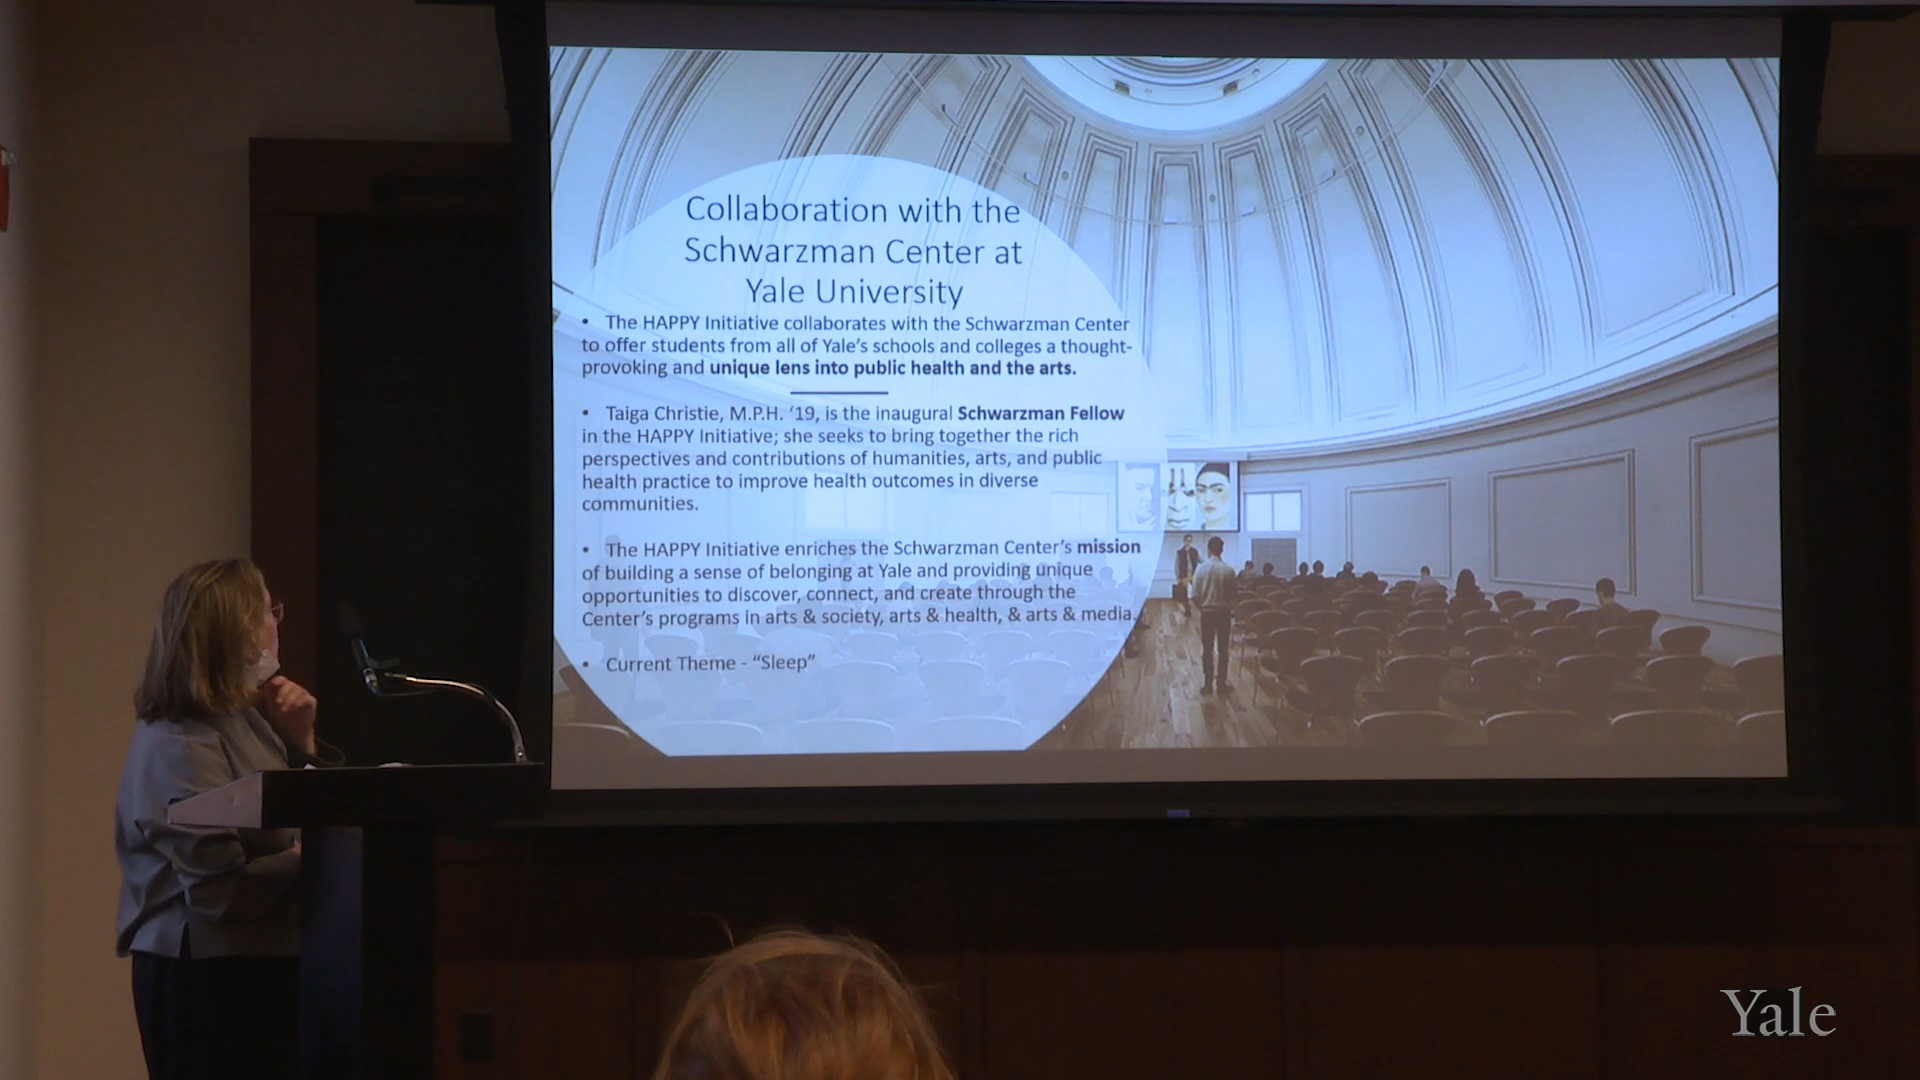 Collaboration with the
Schwarzman Center at
Yale University
• The HAPPY Initiative collaborates with the Schwarzman Center
to offer students from all of Yale's schools and colleges a thought-
provoking and unique lens into public health and the arts.
• Taiga Christie, M.P.H. '19, is the inaugural Schwarzman Fellow
in the HAPPY Initiative; she seeks to bring together the rich
perspectives and contributions of humanities, arts, and public
health practice to improve health outcomes in diverse
communities.
• The HAPPY Initiative enriches the Schwarzman Center's mission
of building a sense of belonging at Yale and providing unique
opportunities to discover, connect, and create through the
Center's programs in arts & society, arts & health, & arts & media.
• Current Theme - “Sleep”
Yale